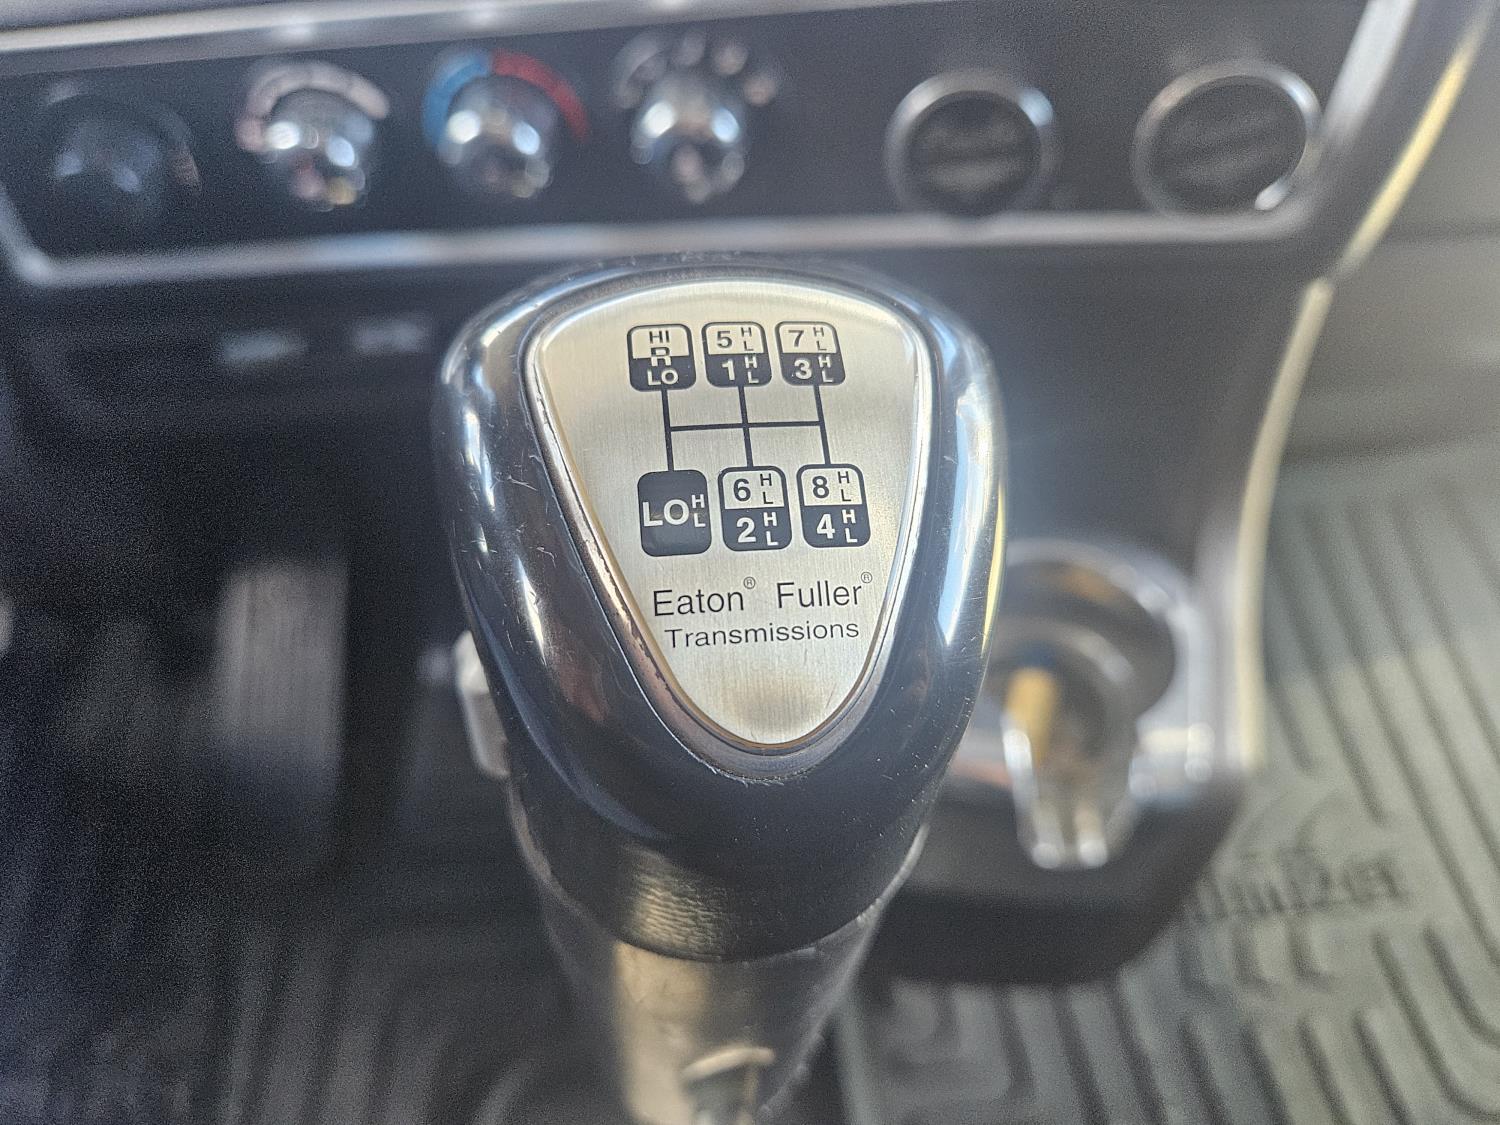 HI R LO
5 H L 1 H L
7 H L 3 H L
LO H L
6 H L 2 H L
8 H L 4 H L
Eaton® Fuller®
Transmissions